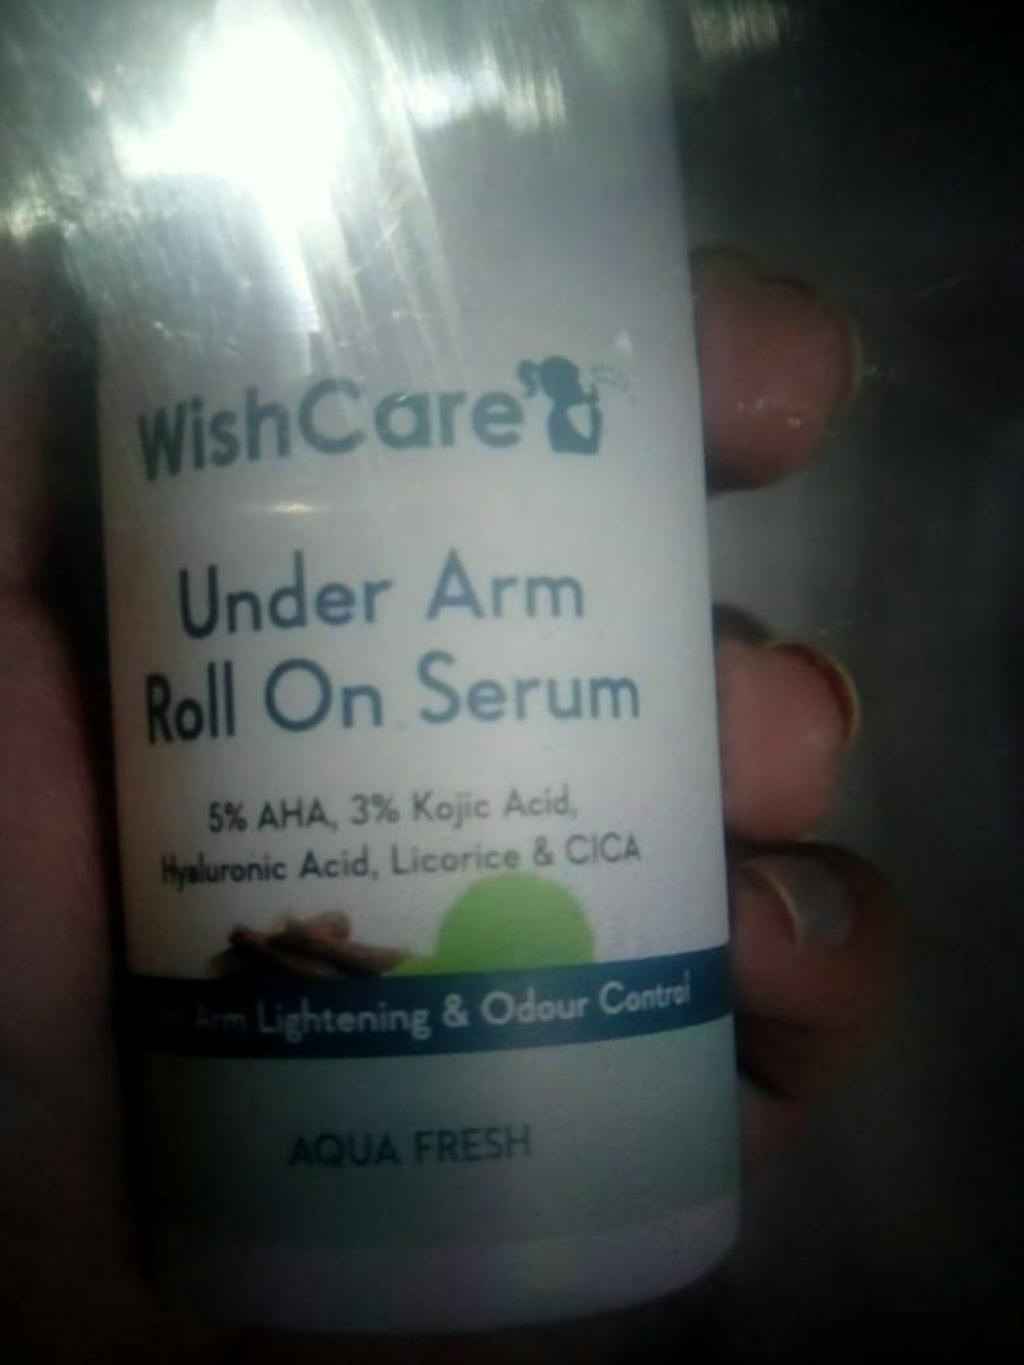 WishCare
Under Arm
Roll On Serum
5% AHA, 3% Kojic Acid,
Hyaluronic Acid, Licorice & CICA
Arm Lightening & Odour Control
AQUA FRESH